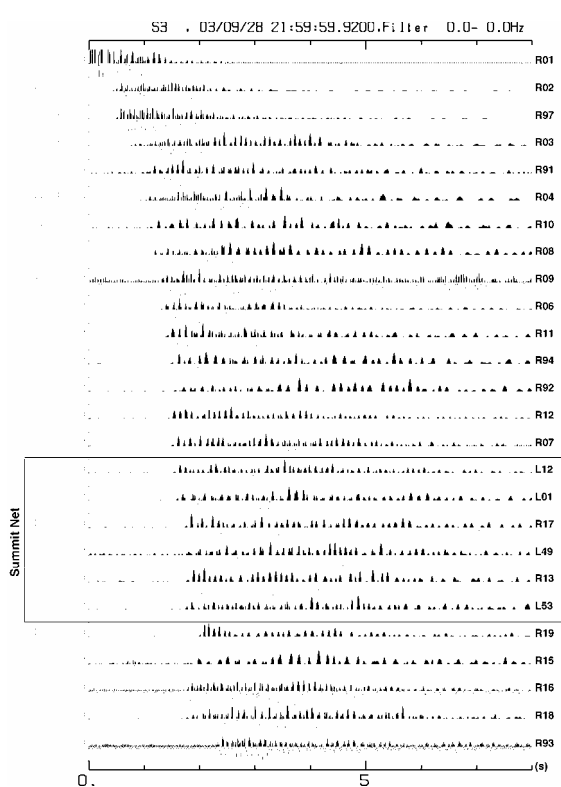 S3 . 03/09/28 21:59:59.9200.Filter 0.0- 0.0Hz
R01
R02
R97
R03
R91
R04
R10
R08
R09
R06
R11
R94
R92
R12
R07
Summit Net
L12
L01
R17
L49
R13
L53
R19
R15
R16
R18
R93
(s)
0. 5